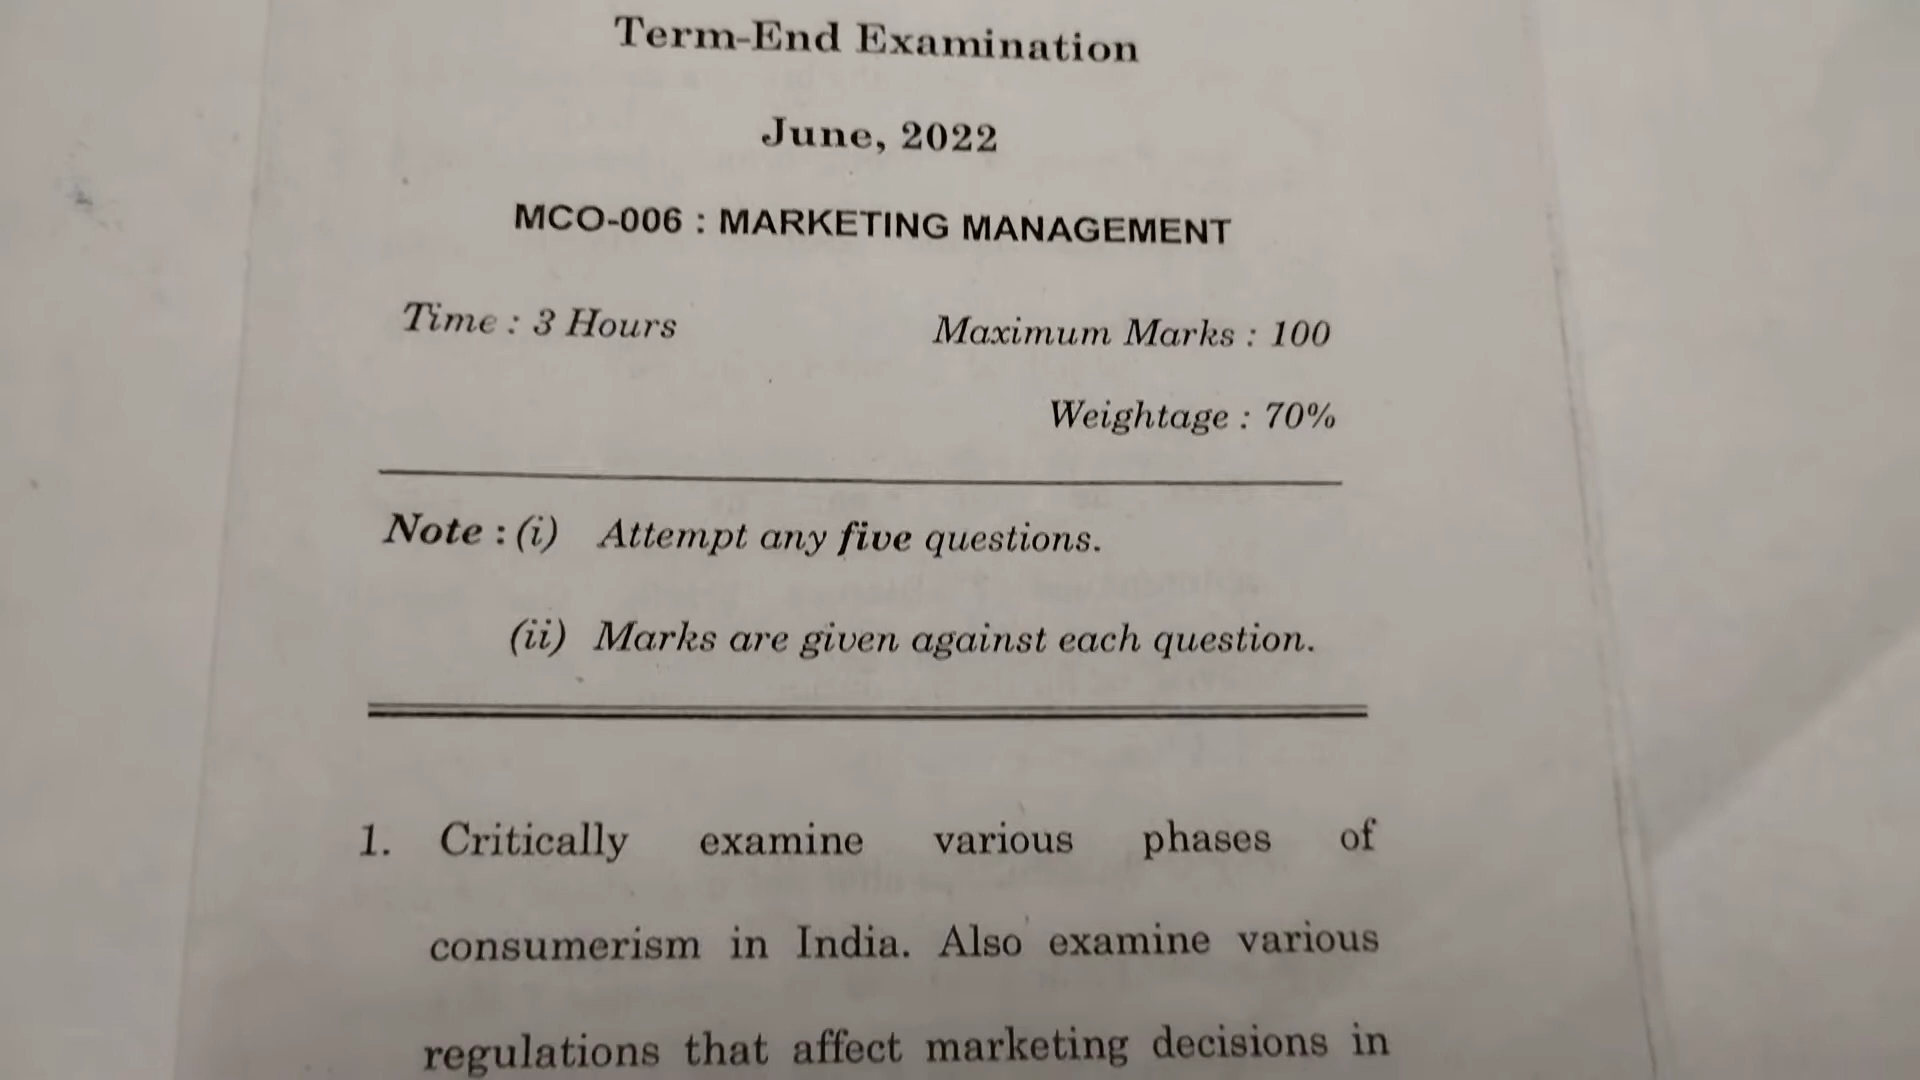 Term-End Examination
June, 2022
MCO-006 : MARKETING MANAGEMENT
Time : 3 Hours Maximum Marks : 100
Weightage : 70%
Note : (i) Attempt any five questions.
(ii) Marks are given against each question.
1. Critically examine various phases of
consumerism in India. Also examine various
regulations that affect marketing decisions in